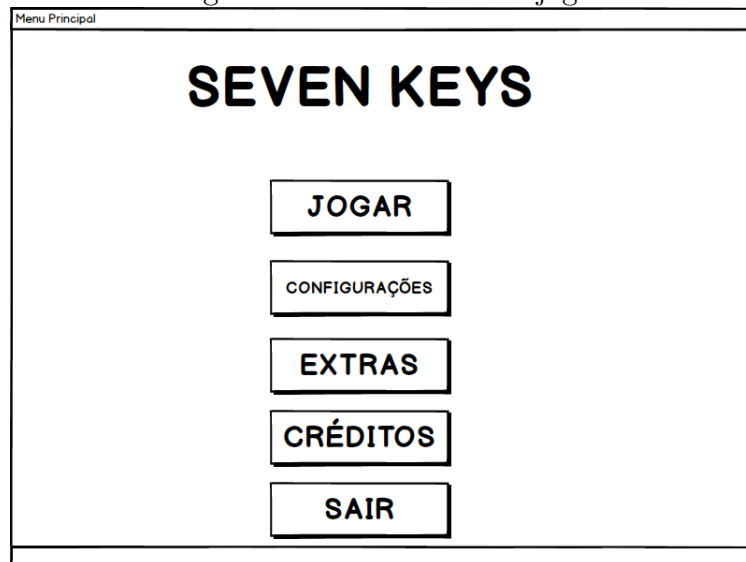 Menu Principal
SEVEN KEYS
JOGAR
CONFIGURAÇÕES
EXTRAS
CRÉDITOS
SAIR